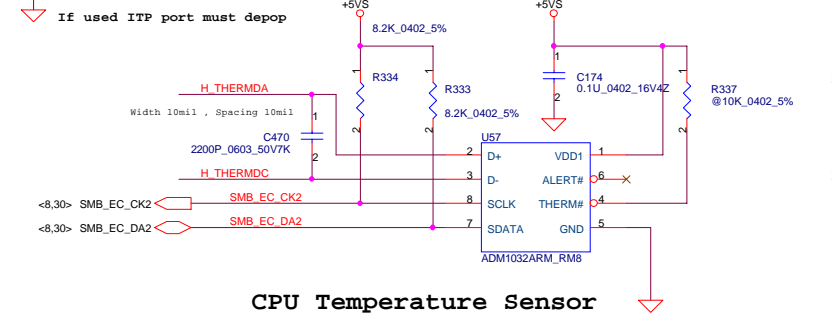 +5VS
+5VS
If used ITP port must depop
8.2K_0402_5%
1
C174
0.1U_0402_16V4Z
2
1
R334
2
1
R333
8.2K_0402_5%
2
1
R337
@10K_0402_5%
2
H_THERMDA
Width 10mil , Spacing 10mil
1
C470
2200P_0603_50V7K
2
H_THERMDC
U57
2 D+ VDD1 1
3 D- ALERT# 6
8 SCLK THERM# 4
7 SDATA GND 5
ADM1032ARM_RM8
<8,30> SMB_EC_CK2 SMB_EC_CK2
<8,30> SMB_EC_DA2 SMB_EC_DA2
CPU Temperature Sensor